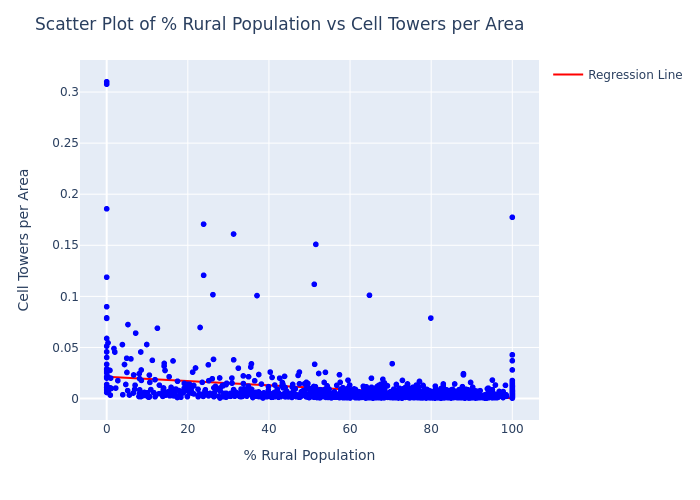 Scatter Plot of % Rural Population vs Cell Towers per Area
Regression Line
0.3
0.25
0.2
0.15
0.1
0.05
0
Cell Towers per Area
0 20 40 60 80 100
% Rural Population